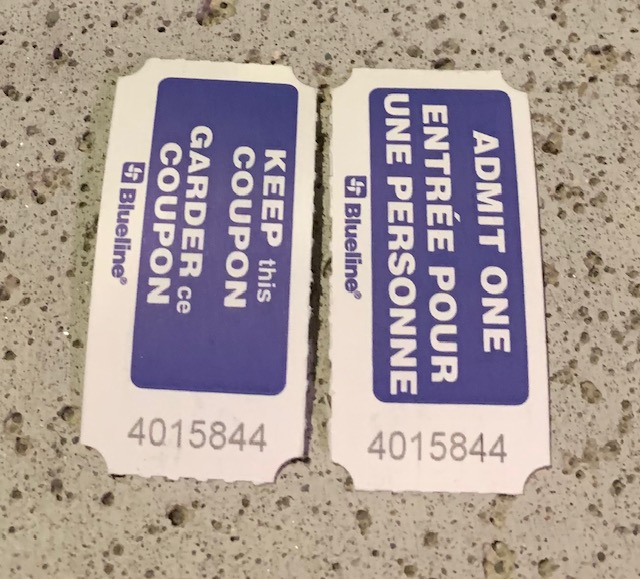 KEEP this
COUPON
GARDER ce
COUPON
Blueline®
4015844
ADMIT ONE
ENTRÉE POUR
UNE PERSONNE
Blueline®
4015844